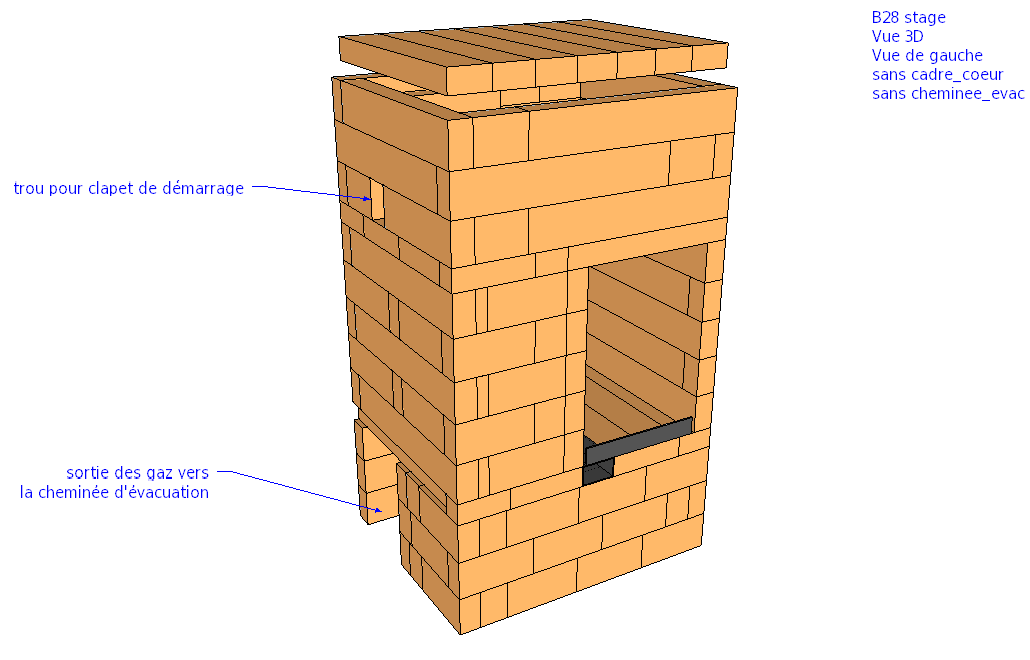 B28 stage
Vue 3D
Vue de gauche
sans cadre_coeur
sans cheminee_evac
trou pour clapet de démarrage
sortie des gaz vers
la cheminée d'évacuation